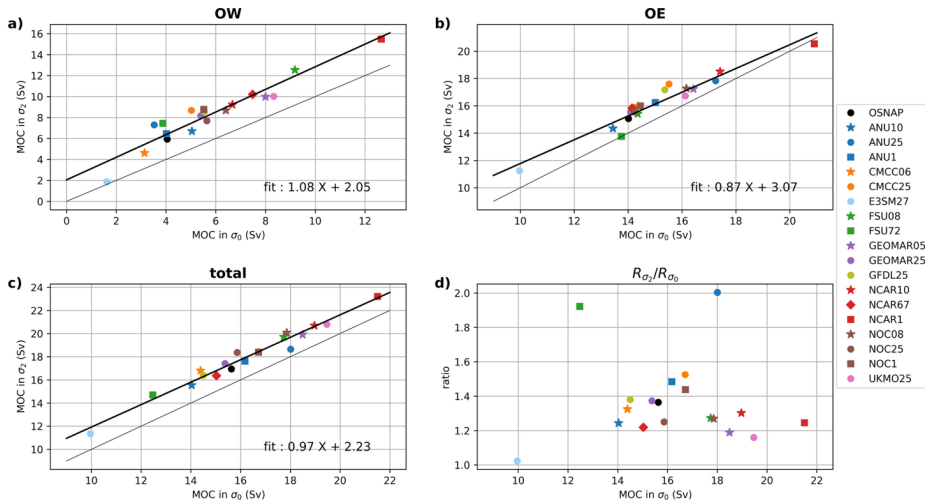 a)
OW
MOC in σ2 (Sv)
16
14
12
10
8
6
4
2
0
fit : 1.08 X + 2.05
0 2 4 6 8 10 12
MOC in σ0 (Sv)
b)
OE
MOC in σ2 (Sv)
20
18
16
14
12
10
fit : 0.87 X + 3.07
10 12 14 16 18 20
MOC in σ0 (Sv)
c)
total
MOC in σ2 (Sv)
24
22
20
18
16
14
12
10
fit : 0.97 X + 2.23
10 12 14 16 18 20 22
MOC in σ0 (Sv)
d)
Rσ2/Rσ0
ratio
2.0
1.8
1.6
1.4
1.2
1.0
10 12 14 16 18 20 22
MOC in σ0 (Sv)
OSNAP
ANU10
ANU25
ANU1
CMCC06
CMCC25
E3SM27
FSU08
FSU72
GEOMAR05
GEOMAR25
GFDL25
NCAR10
NCAR67
NCAR1
NOC08
NOC25
NOC1
UKMO25